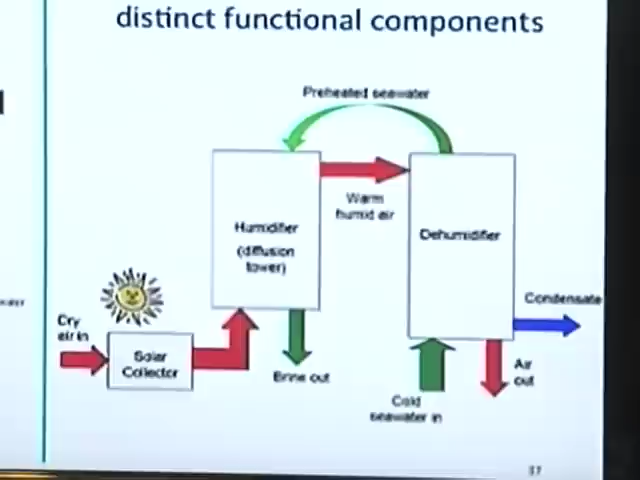 distinct functional components
Preheated seawater
Warm
humid air
Humidifier
(diffusion
tower)
Dehumidifier
Condensate
Dry
air in
Solar
Collector
Brine out
Air
out
Cold
seawater in
37